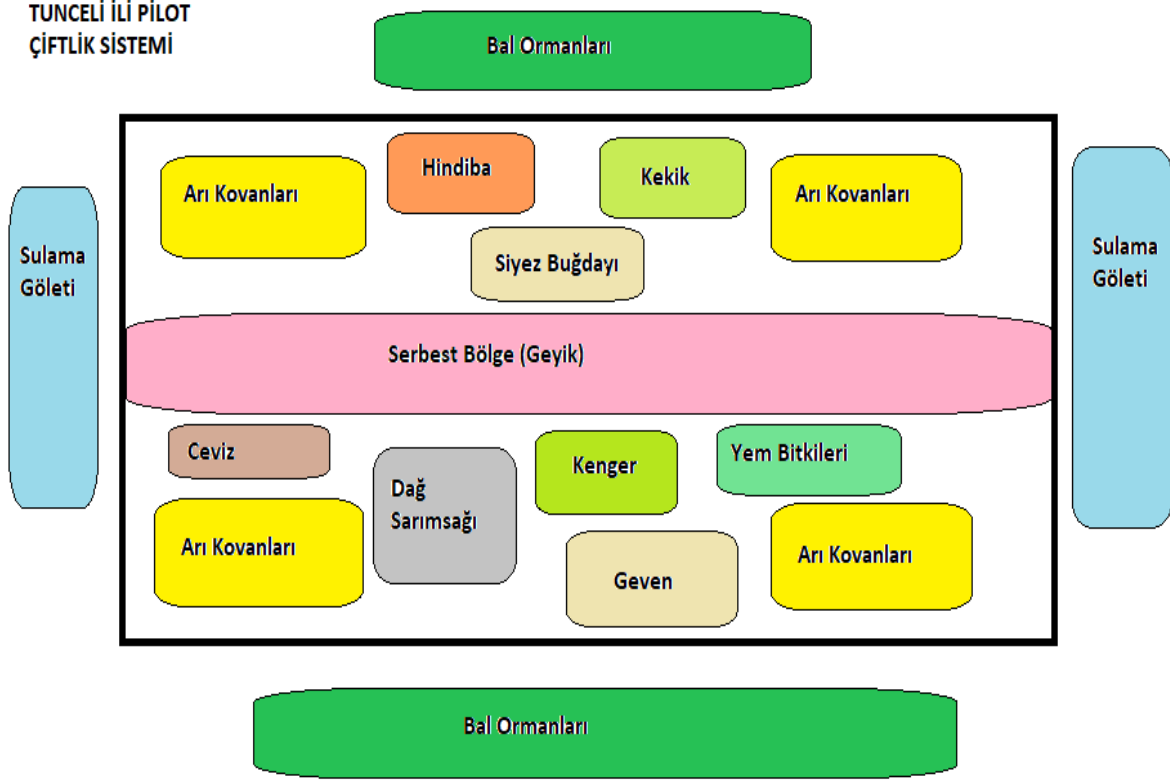 TUNCELİ İLİ PİLOT
ÇİFTLİK SİSTEMİ
Bal Ormanları
Hindiba
Kekik
Arı Kovanları
Arı Kovanları
Sulama
Göleti
Siyez Buğdayı
Sulama
Göleti
Serbest Bölge (Geyik)
Ceviz
Kenger
Yem Bitkileri
Dağ
Sarımsağı
Arı Kovanları
Geven
Arı Kovanları
Bal Ormanları